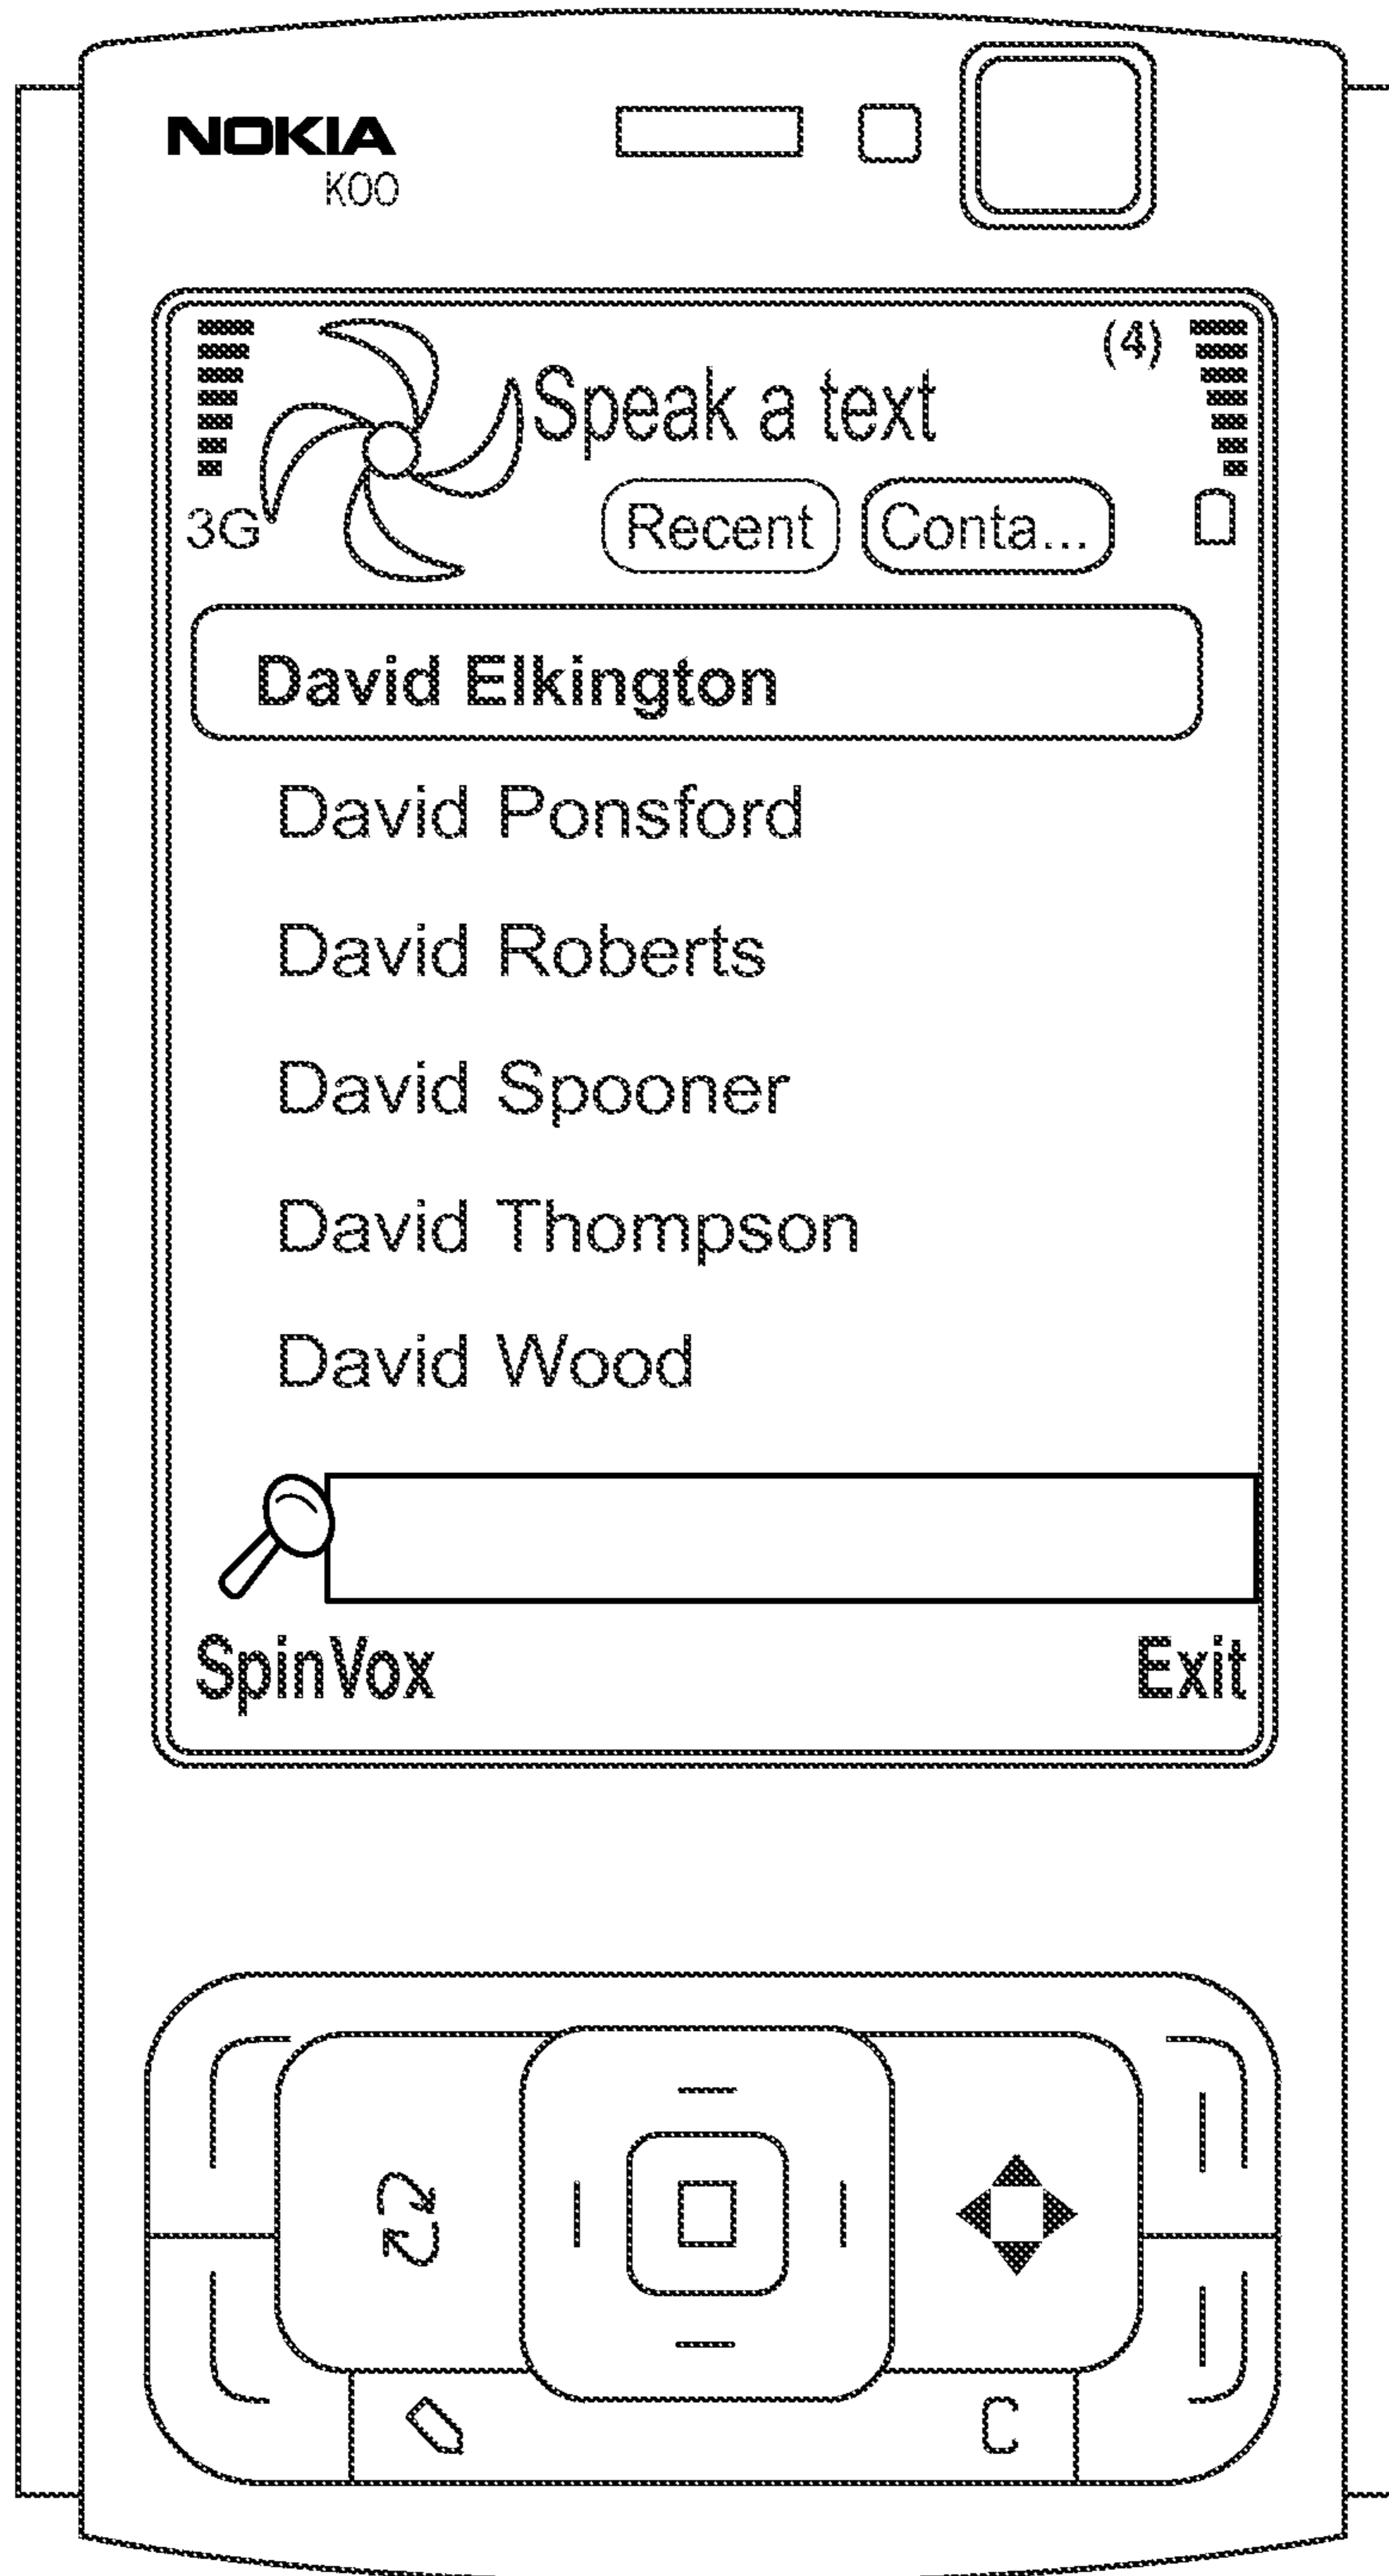 NOKIA
K00
(4)
Speak a text
3G
Recent Conta...
David Elkington
David Ponsford
David Roberts
David Spooner
David Thompson
David Wood
SpinVox Exit
C